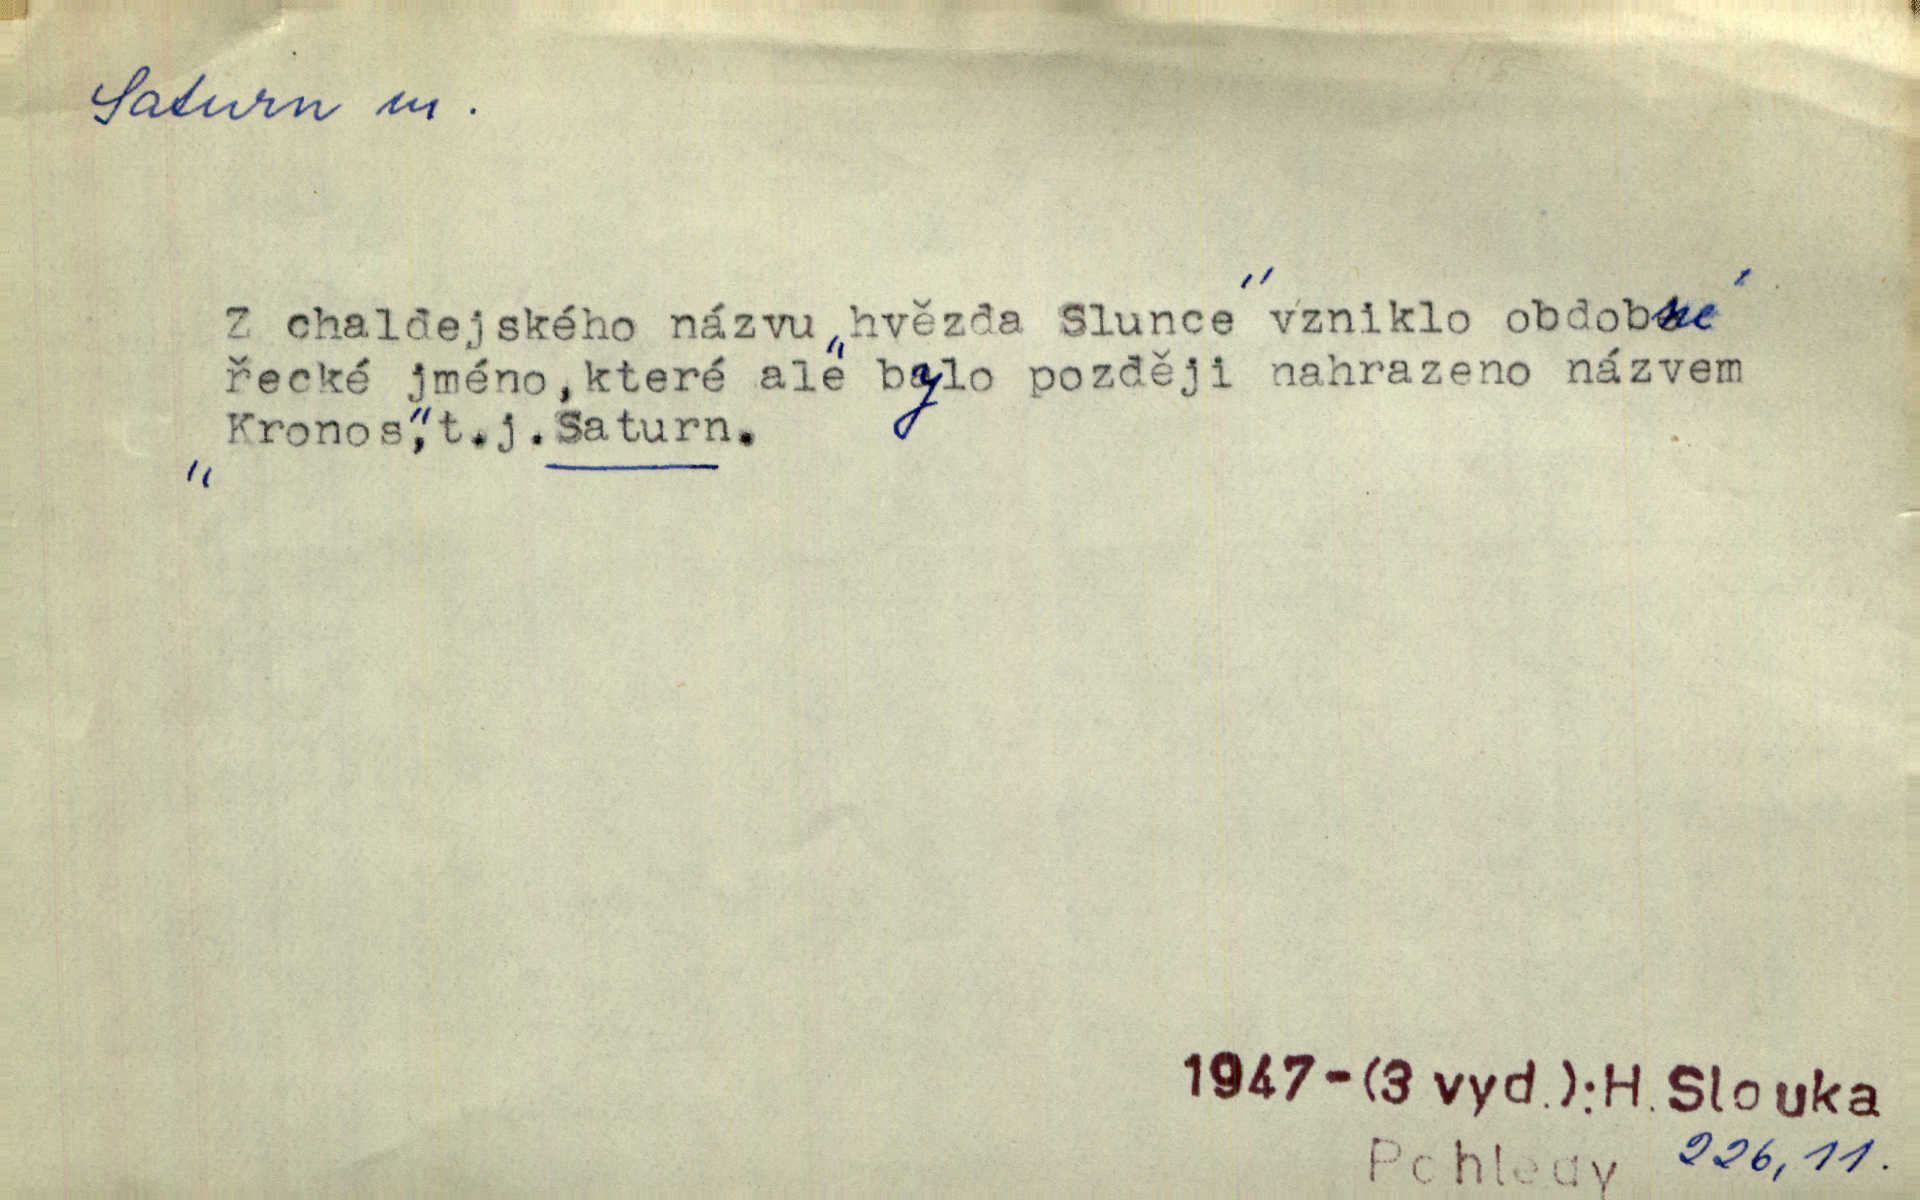 Saturn m.
Z chaldejského názvu „hvězda Slunce" vzniklo obdobné
řecké jméno, které ale bylo později nahrazeno názvem
„Kronos", t.j. Saturn.
1947-(3 vyd.):H. Slouka
Pohledy 226,11.